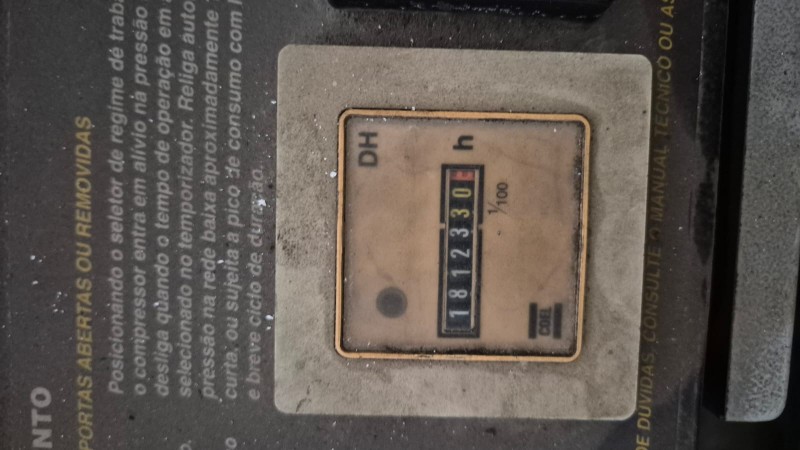 NTO
PORTAS ABERTAS OU REMOVIDAS
Posicionando o seletor de regime de trab
o compressor entra em alívio na pressão
desliga quando o tempo de operação em
selecionado no temporizador. Religa auto
pressão na rede baixa aproximadamente
curta, ou sujeita a pico de consumo com
e breve ciclo de duração.
DH
h
1812330
1/100
COEL
DE DÚVIDAS, CONSULTE O MANUAL TÉCNICO OU AS